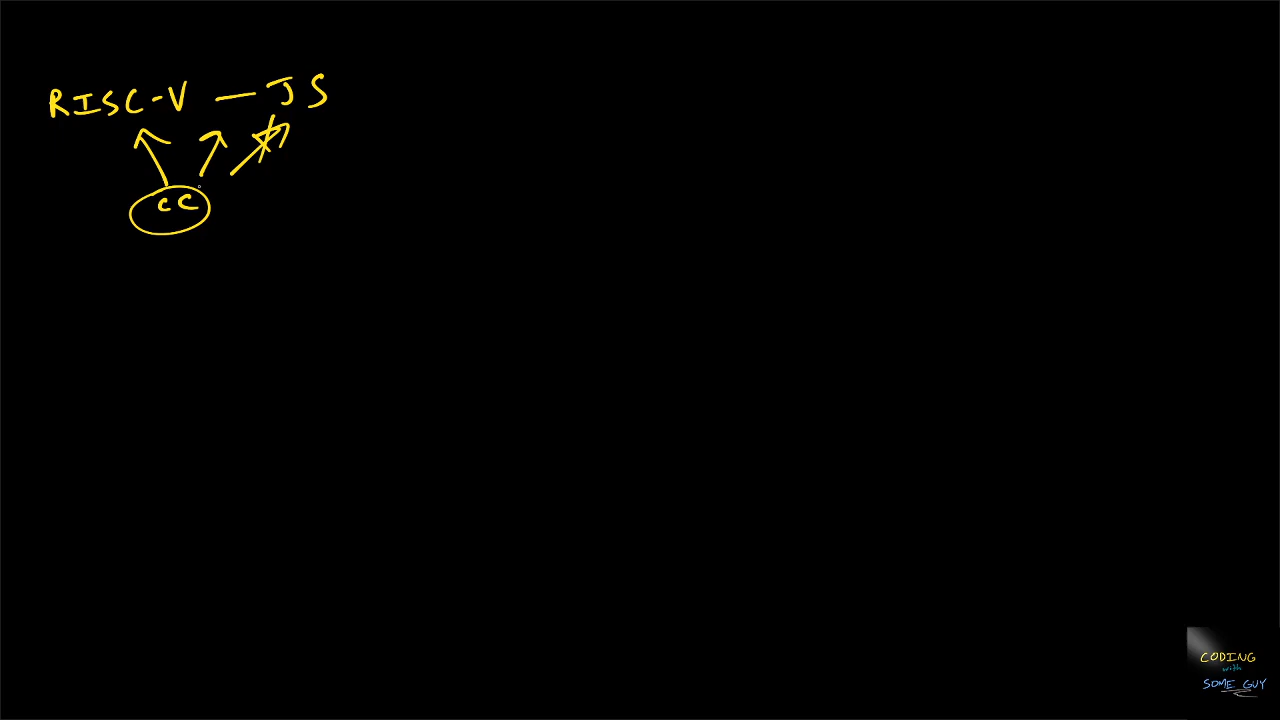 RISC-V — JS
CC
CODING
with
SOME GUY